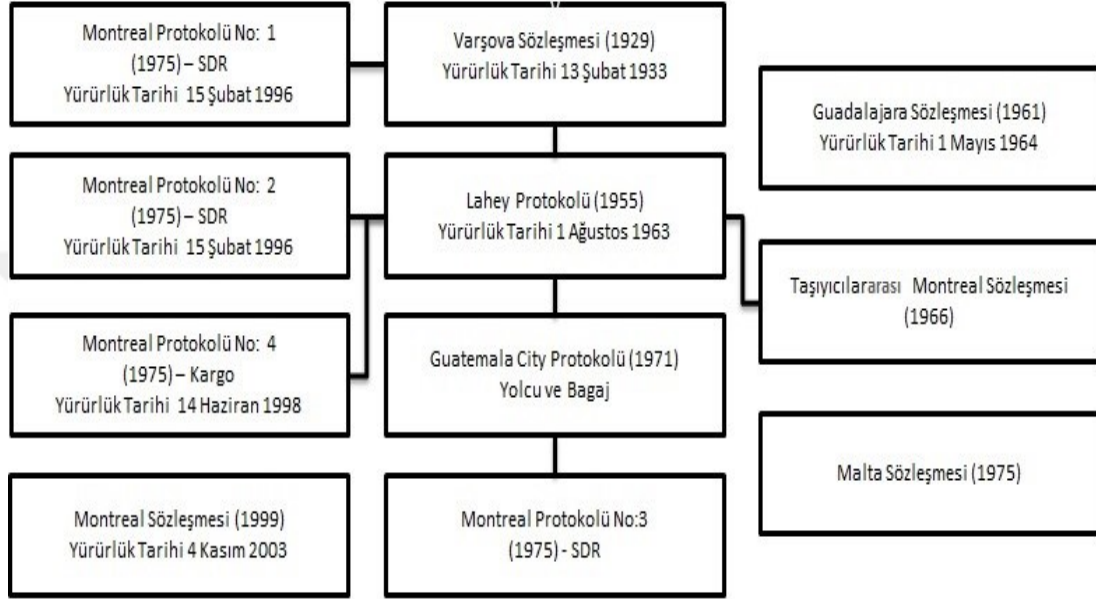 Montreal Protokolü No: 1
(1975) – SDR
Yürürlük Tarihi 15 Şubat 1996
Varşova Sözleşmesi (1929)
Yürürlük Tarihi 13 Şubat 1933
Guadalajara Sözleşmesi (1961)
Yürürlük Tarihi 1 Mayıs 1964
Montreal Protokolü No: 2
(1975) – SDR
Yürürlük Tarihi 15 Şubat 1996
Lahey Protokolü (1955)
Yürürlük Tarihi 1 Ağustos 1963
Taşıyıcılararası Montreal Sözleşmesi
(1966)
Montreal Protokolü No: 4
(1975) – Kargo
Yürürlük Tarihi 14 Haziran 1998
Guatemala City Protokolü (1971)
Yolcu ve Bagaj
Malta Sözleşmesi (1975)
Montreal Sözleşmesi (1999)
Yürürlük Tarihi 4 Kasım 2003
Montreal Protokolü No:3
(1975) - SDR